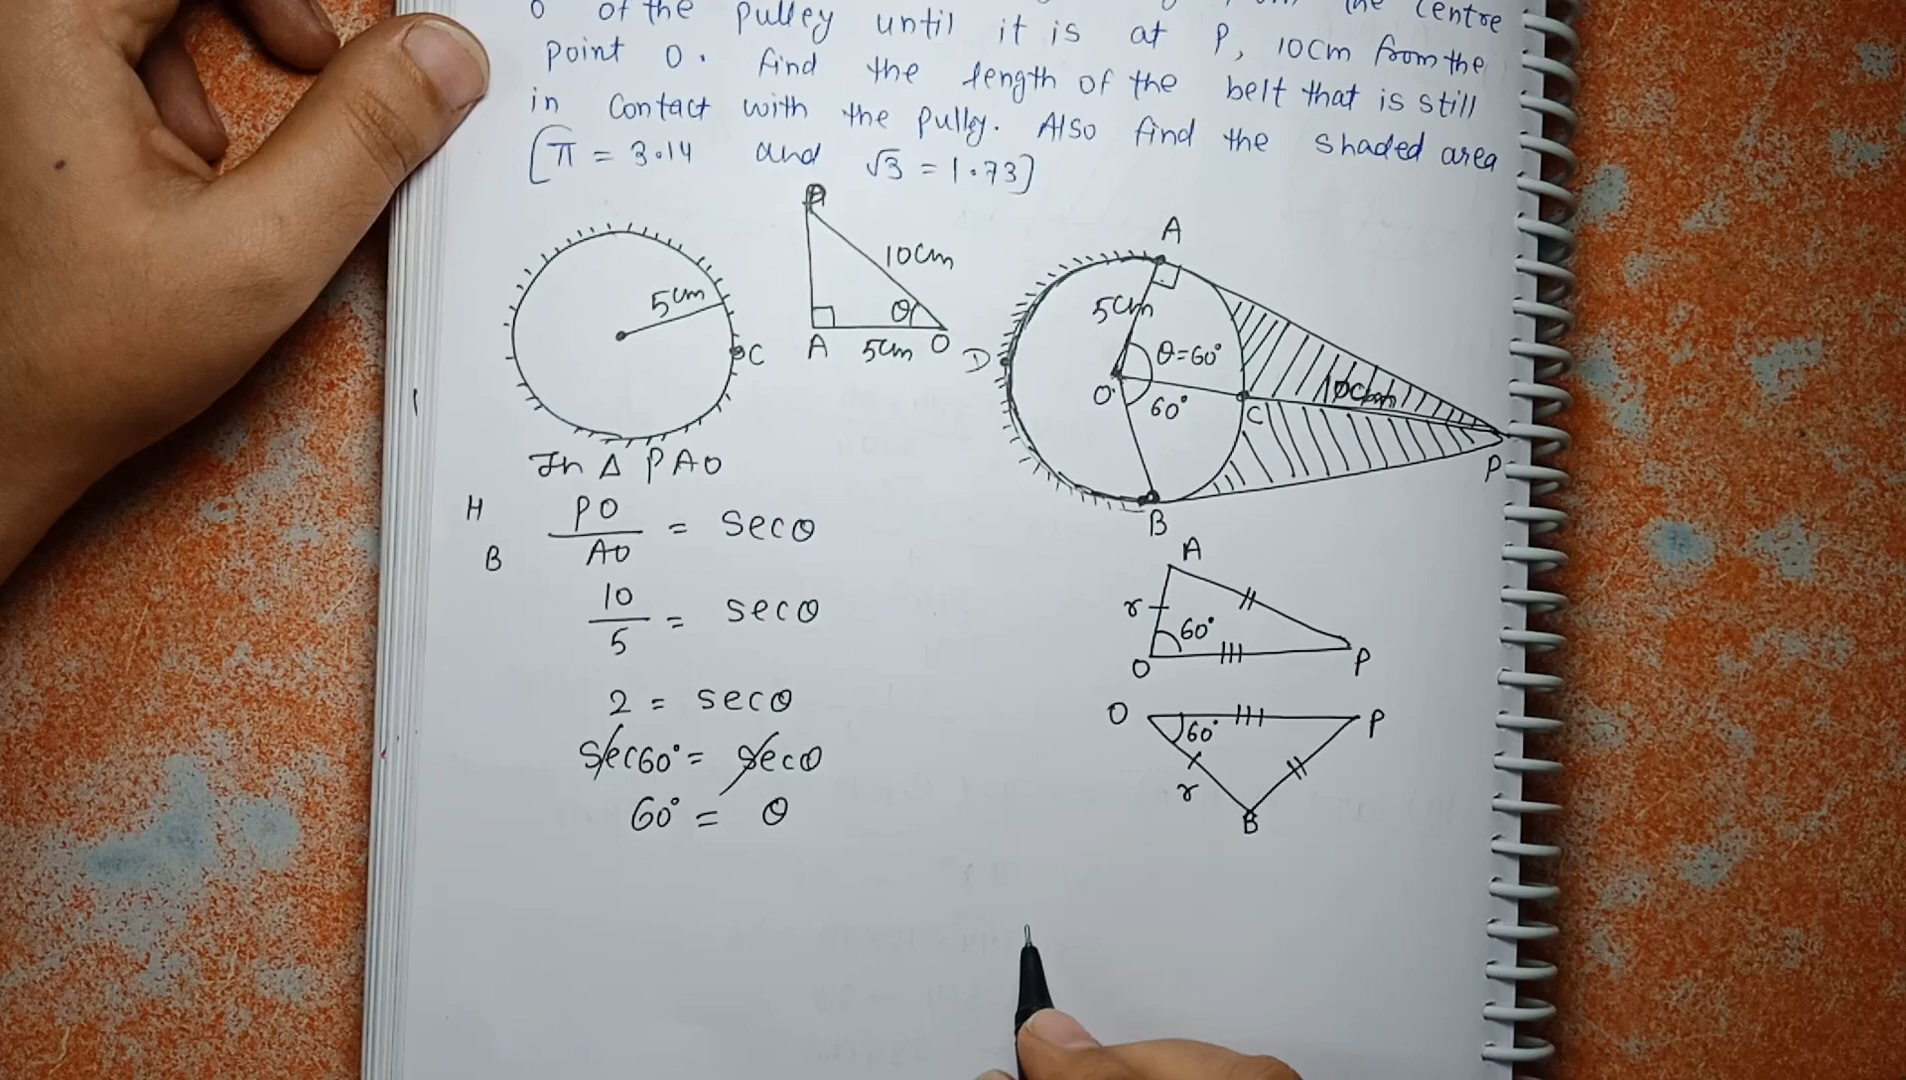 O of the pulley until it is at P, 10cm from the
the centre
point O. find the length of the belt that is still
in contact with the pulley. Also find the shaded area
[π = 3.14 and √3 = 1.73]
5cm
C
P
10cm
θ
A 5cm O
A
5cm
D
θ=60°
O
60°
C
10cm
P
B
In Δ PAO
H PO/AO = secθ
B
10/5 = secθ
2 = secθ
sec60° = secθ
60° = θ
A
r
60°
O
P
O
60°
P
r
B